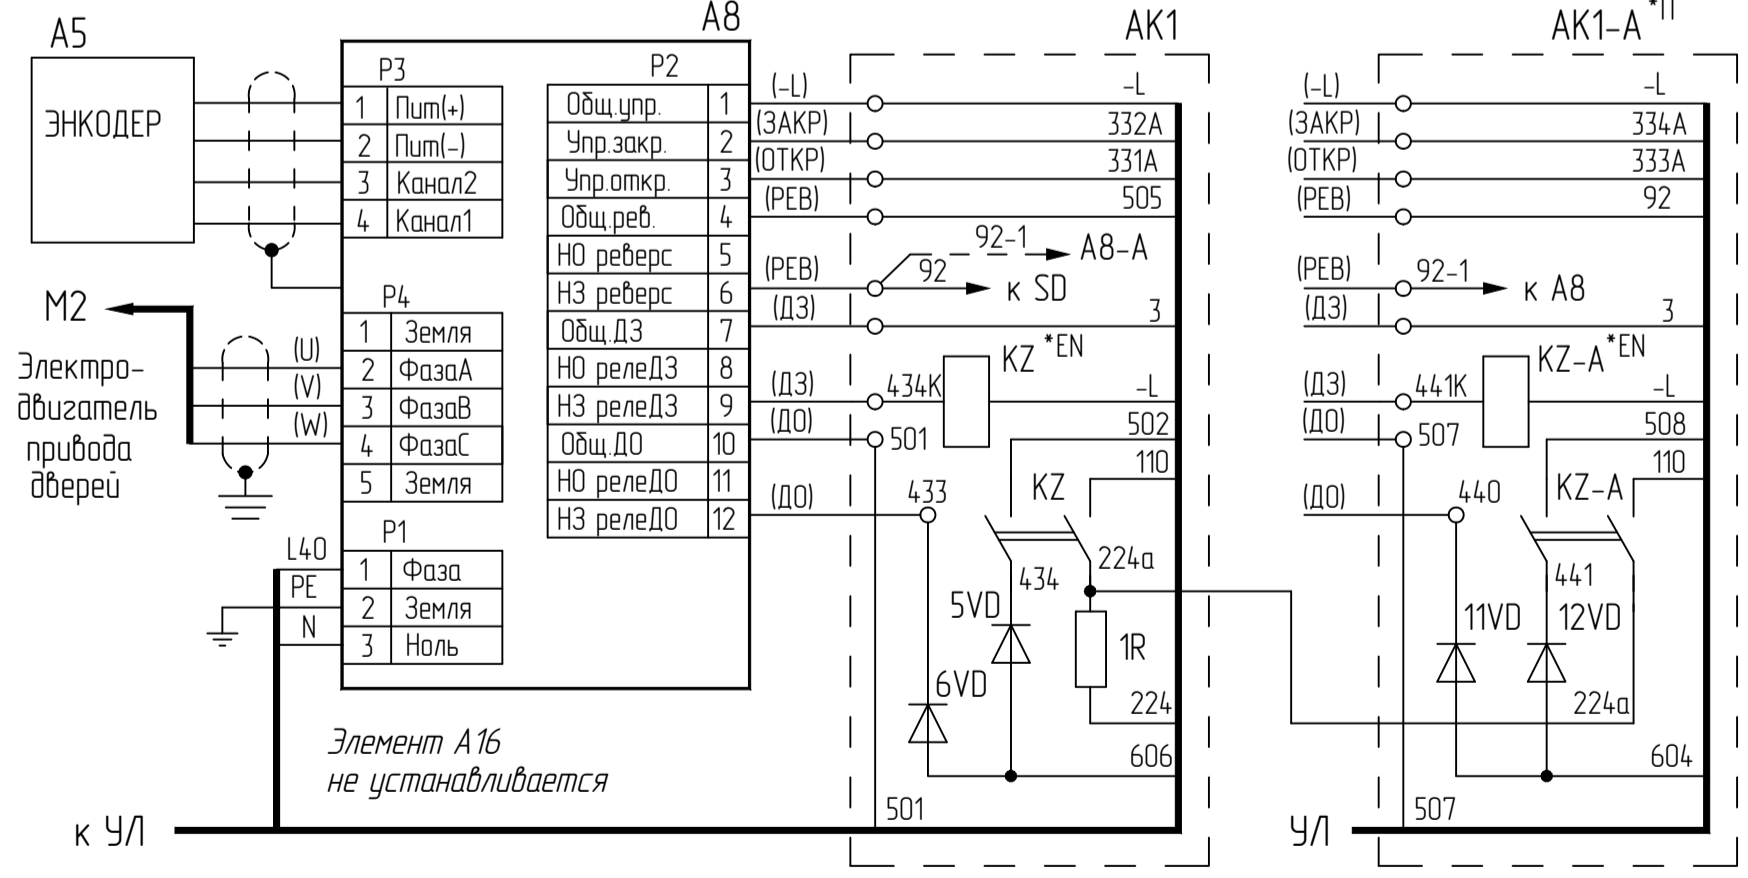 А5
ЭНКОДЕР
А8
Р3
1 Пит(+)
2 Пит(-)
3 Канал2
4 Канал1
М2
Электро-
двигатель
привода
дверей
(U)
(V)
(W)
Р4
1 Земля
2 ФазаА
3 ФазаВ
4 ФазаС
5 Земля
L40
PE
N
Р1
1 Фаза
2 Земля
3 Ноль
Р2
Общ.упр. 1
Упр.закр. 2
Упр.откр. 3
Общ.рев. 4
НО реверс 5
НЗ реверс 6
Общ.ДЗ 7
НО релеДЗ 8
НЗ релеДЗ 9
Общ.ДО 10
НО релеДО 11
НЗ релеДО 12
Элемент А16
не устанавливается
к УЛ
АК1
(-L) -L
(ЗАКР) 332А
(ОТКР) 331А
(РЕВ) 505
92-1 А8-А
(РЕВ) 92 к SD
(ДЗ) 3
KZ *EN
(ДЗ) 434К -L
(ДО) 501 502
110
(ДО) 433 KZ
224а
434
5VD
1R
6VD
224
606
501
АК1-А *П
(-L) -L
(ЗАКР) 334А
(ОТКР) 333А
(РЕВ) 92
(РЕВ) 92-1 к А8
(ДЗ) 3
KZ-A *EN
(ДЗ) 441К -L
(ДО) 507 508
110
(ДО) 440 KZ-A
441
11VD 12VD
224а
604
507
УЛ